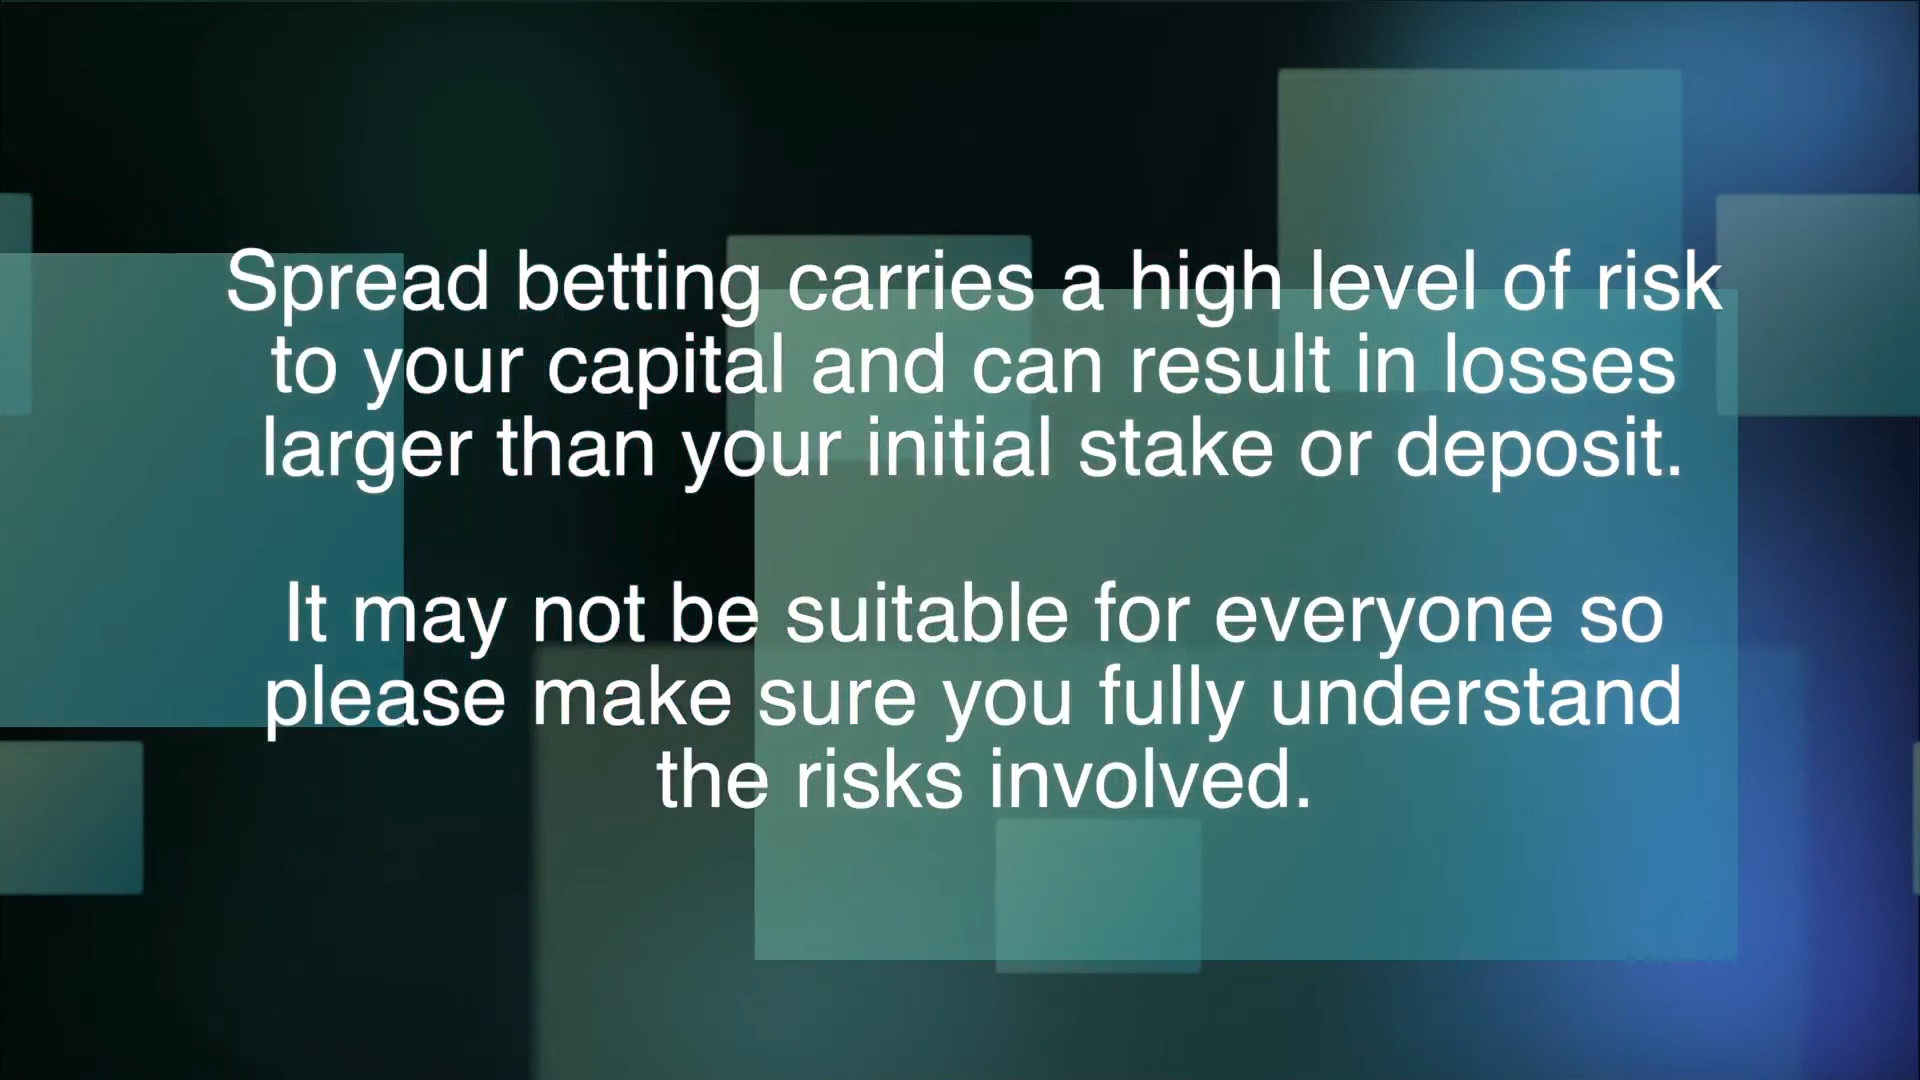 Spread betting carries a high level of risk
to your capital and can result in losses
larger than your initial stake or deposit.
It may not be suitable for everyone so
please make sure you fully understand
the risks involved.